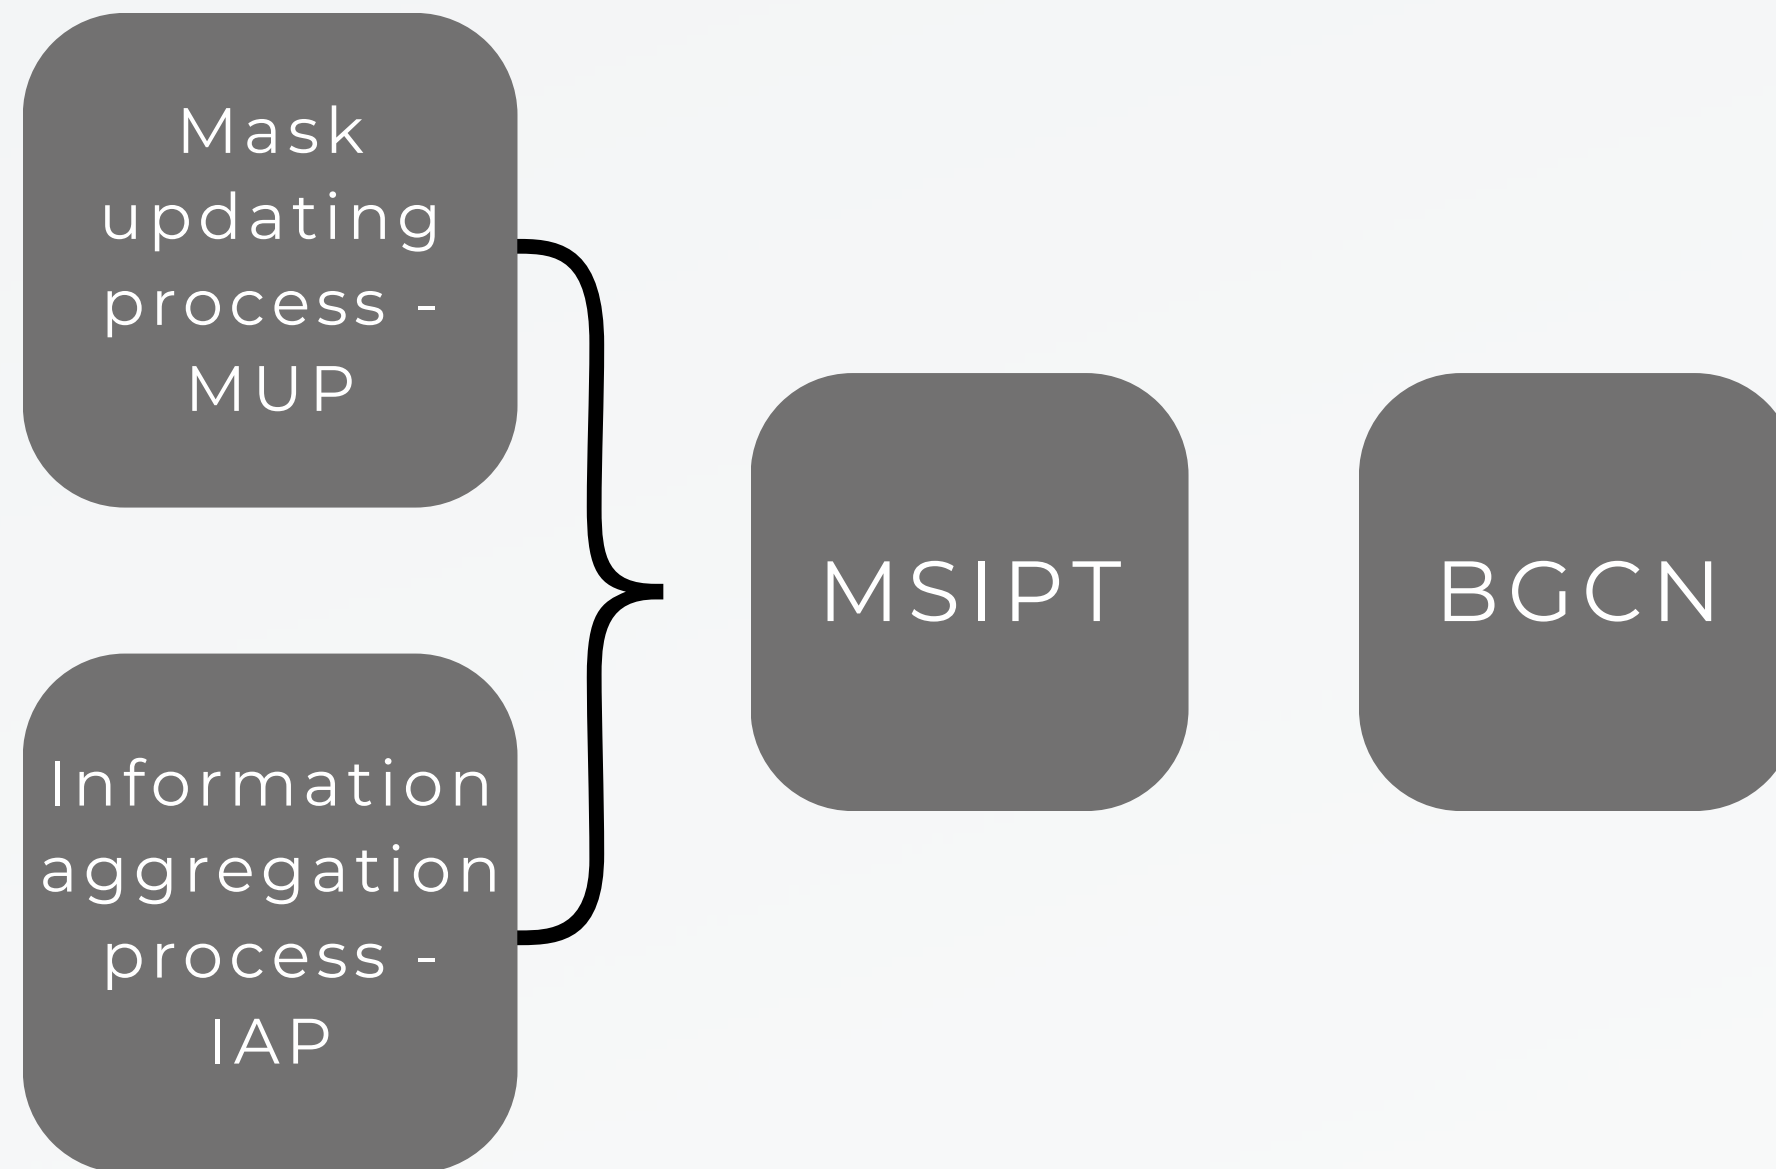 Mask
updating
process -
MUP
Information
aggregation
process -
IAP
MSIPT
BGCN